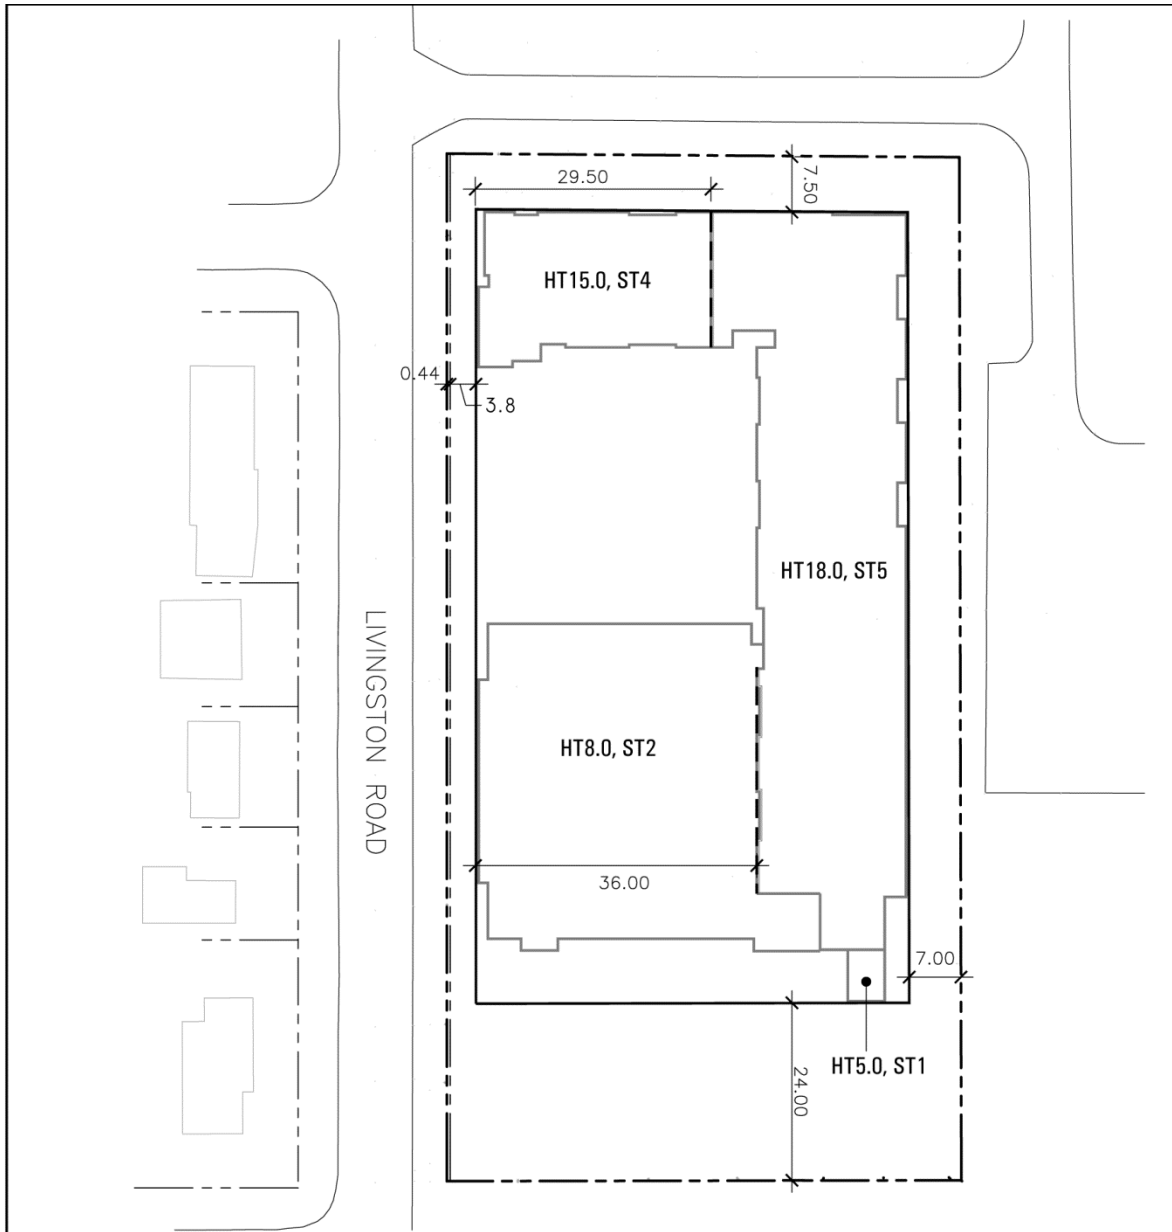 29.50
7.50
HT15.0, ST4
0.44
3.8
HT18.0, ST5
LIVINGSTON ROAD
HT8.0, ST2
36.00
7.00
HT5.0, ST1
24.00